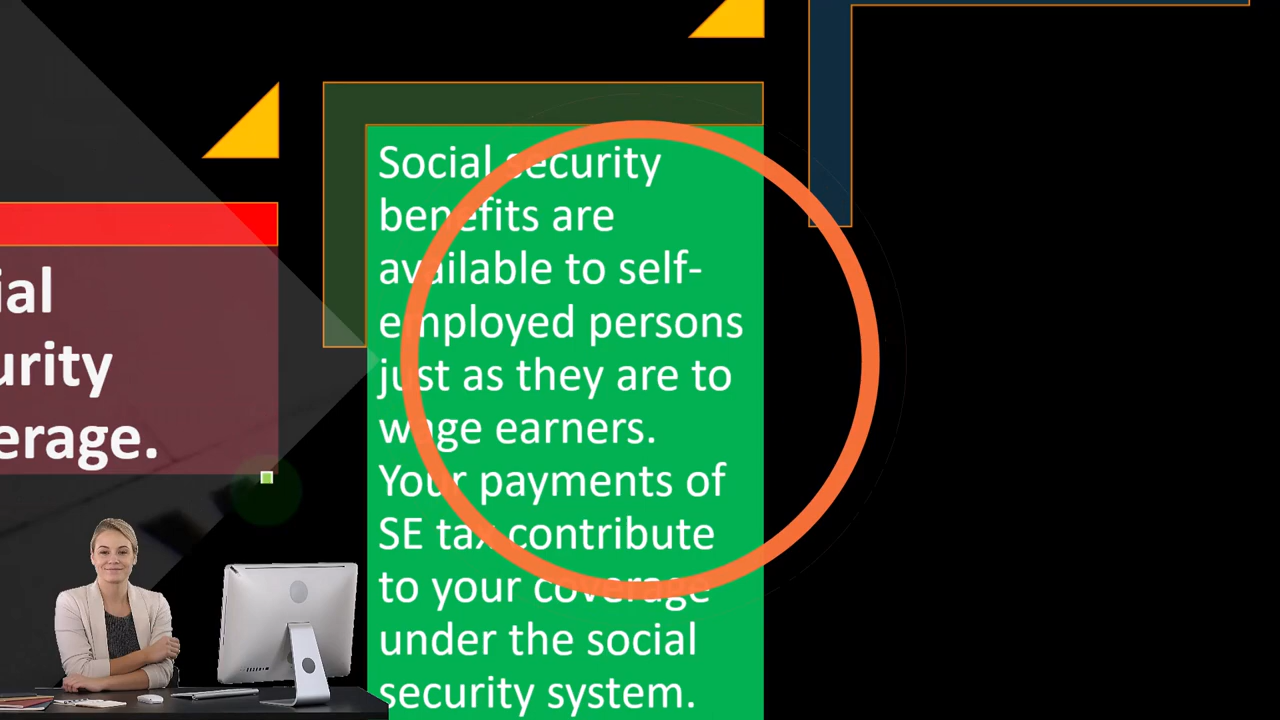 ial
urity
erage.
Social security
benefits are
available to self-
employed persons
just as they are to
wage earners.
Your payments of
SE tax contribute
to your coverage
under the social
security system.